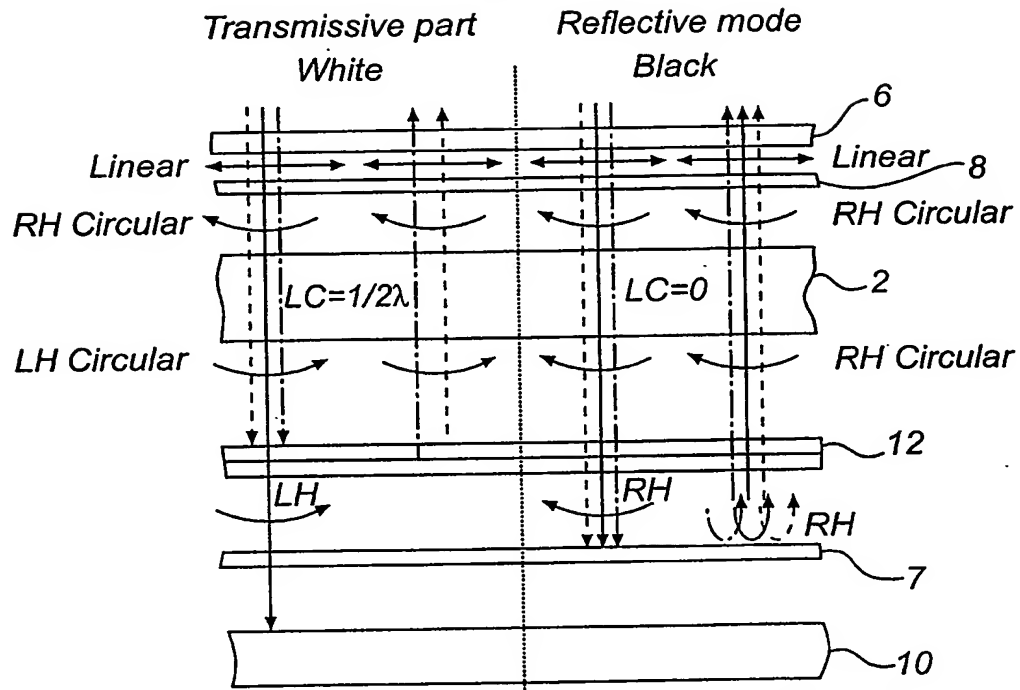 Transmissive part
White
Reflective mode
Black
6
Linear
Linear
8
RH Circular
RH Circular
LC=1/2λ
LC=0
2
LH Circular
RH Circular
12
LH
RH
RH
7
10